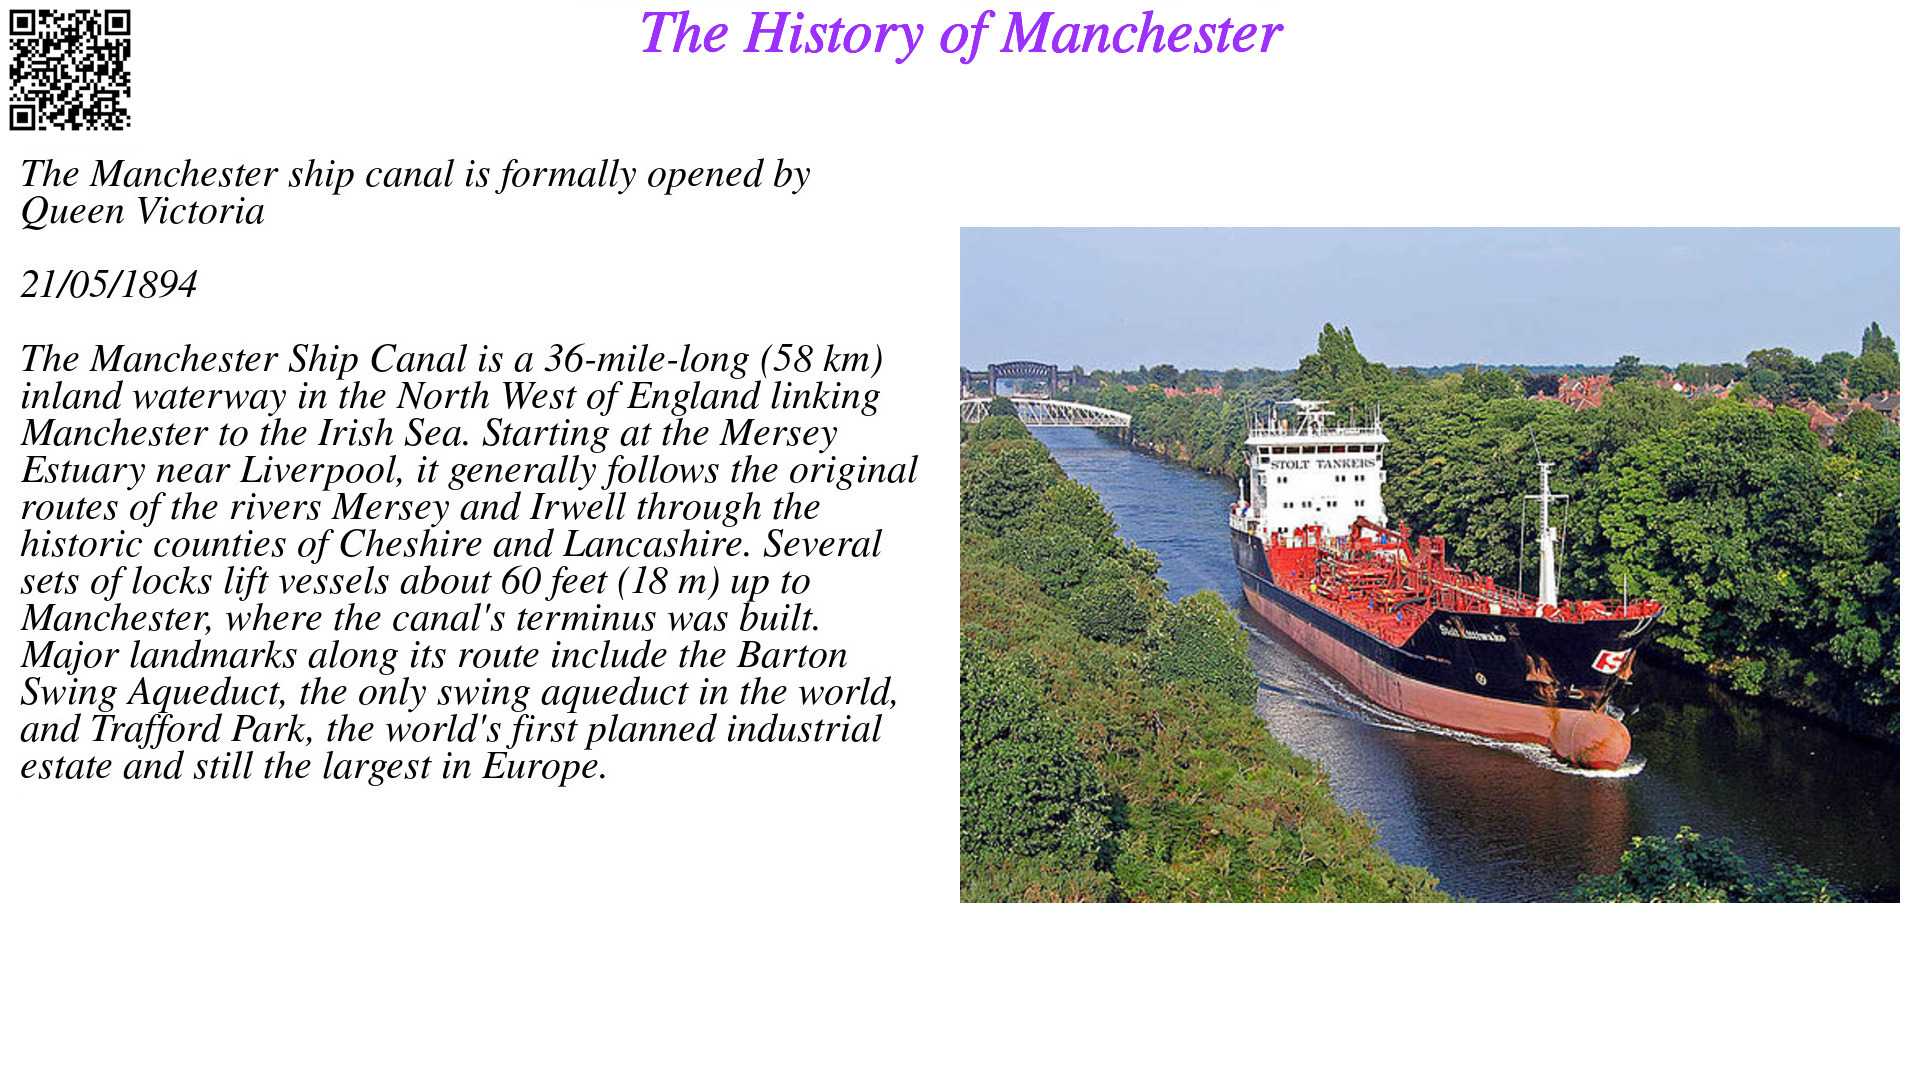 The History of Manchester
The Manchester ship canal is formally opened by
Queen Victoria
21/05/1894
The Manchester Ship Canal is a 36-mile-long (58 km)
inland waterway in the North West of England linking
Manchester to the Irish Sea. Starting at the Mersey
Estuary near Liverpool, it generally follows the original
routes of the rivers Mersey and Irwell through the
historic counties of Cheshire and Lancashire. Several
sets of locks lift vessels about 60 feet (18 m) up to
Manchester, where the canal's terminus was built.
Major landmarks along its route include the Barton
Swing Aqueduct, the only swing aqueduct in the world,
and Trafford Park, the world's first planned industrial
estate and still the largest in Europe.
STOLT TANKERS
Stolt